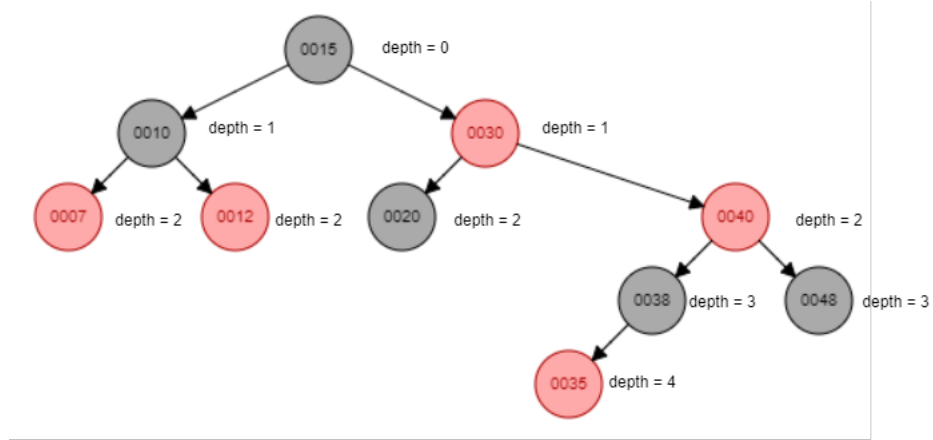 0015 depth = 0
0010 depth = 1 0030 depth = 1
0007 depth = 2 0012 depth = 2 0020 depth = 2 0040 depth = 2
0038 depth = 3 0048 depth = 3
0035 depth = 4